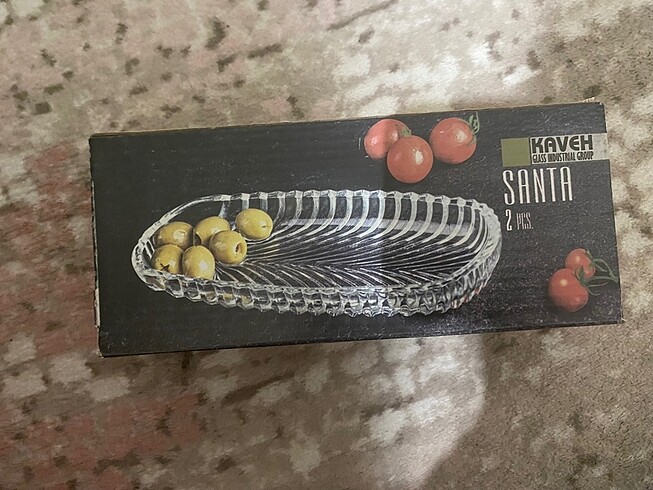 KAVEH
GLASS INDUSTRIAL GROUP
SANTA
2 PCS.